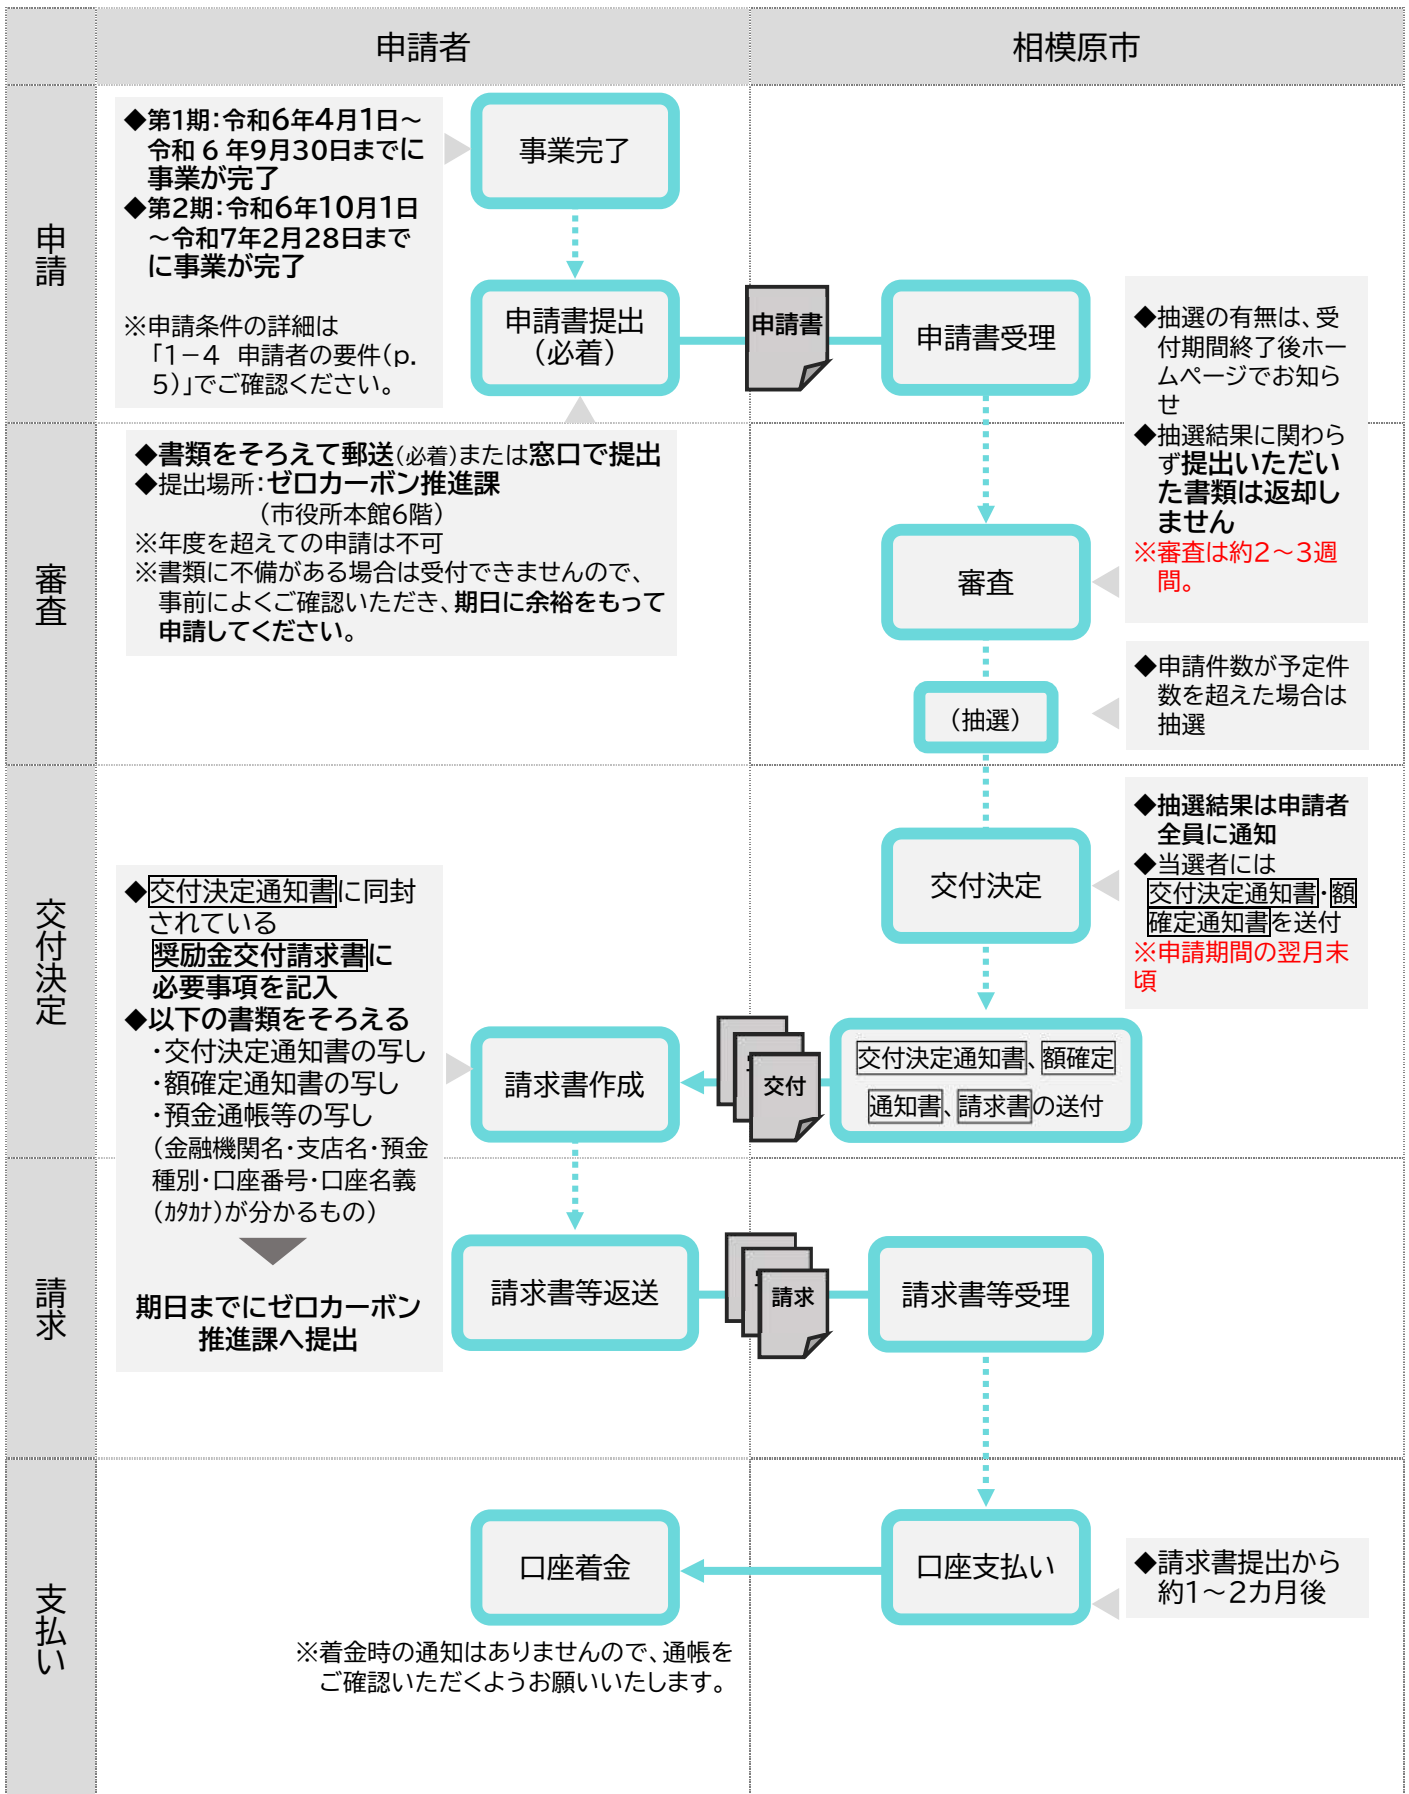 申請者
相模原市
申請
◆第1期：令和6年4月1日～
令和６年9月30日までに
事業が完了
◆第2期：令和6年10月1日
～令和7年2月28日まで
に事業が完了
※申請条件の詳細は
「1－4　申請者の要件（p.
5）」でご確認ください。
事業完了
申請書提出
（必着）
申請書
申請書受理
◆抽選の有無は、受
付期間終了後ホー
ムページでお知ら
せ
◆抽選結果に関わら
ず提出いただい
た書類は返却し
ません
※審査は約2～3週
間。
審査
◆書類をそろえて郵送（必着）または窓口で提出
◆提出場所：ゼロカーボン推進課
（市役所本館6階）
※年度を超えての申請は不可
※書類に不備がある場合は受付できませんので、
事前によくご確認いただき、期日に余裕をもって
申請してください。
審査
（抽選）
◆申請件数が予定件
数を超えた場合は
抽選
交付決定
交付決定
◆抽選結果は申請者
全員に通知
◆当選者には
交付決定通知書・額
確定通知書を送付
※申請期間の翌月末
頃
◆交付決定通知書に同封
されている
奨励金交付請求書に
必要事項を記入
◆以下の書類をそろえる
・交付決定通知書の写し
・額確定通知書の写し
・預金通帳等の写し
（金融機関名・支店名・預金
種別・口座番号・口座名義
（ｶﾀｶﾅ）が分かるもの）
期日までにゼロカーボン
推進課へ提出
請求書作成
交付
交付決定通知書、額確定
通知書、請求書の送付
請求
請求書等返送
請求
請求書等受理
支払い
口座着金
口座支払い
◆請求書提出から
約1～2カ月後
※着金時の通知はありませんので、通帳を
ご確認いただくようお願いいたします。